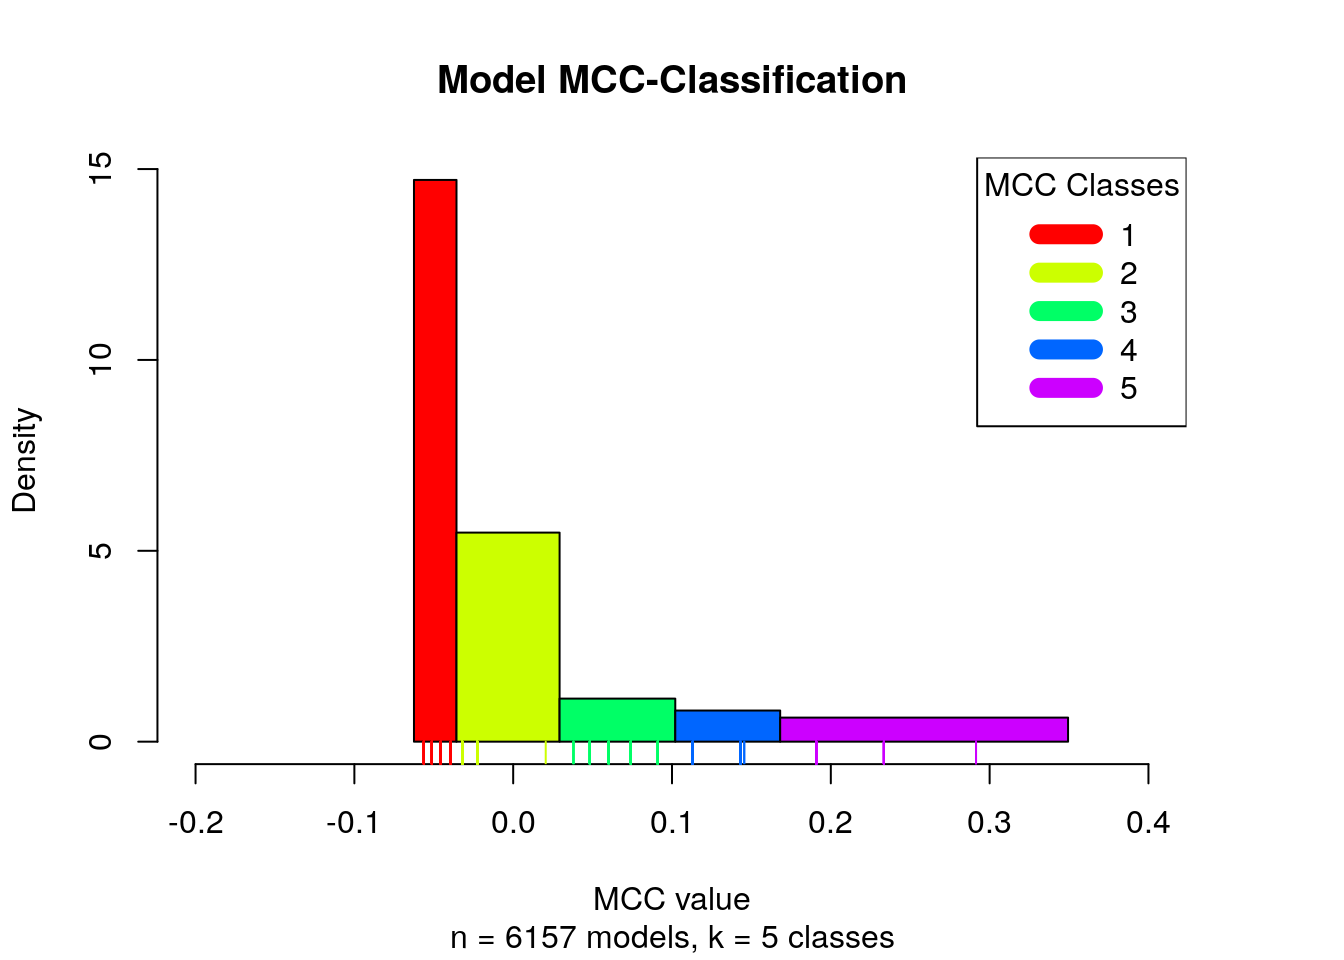 Model MCC-Classification
MCC Classes
1
2
3
4
5
Density
15
10
5
0
-0.2 -0.1 0.0 0.1 0.2 0.3 0.4
MCC value
n = 6157 models, k = 5 classes